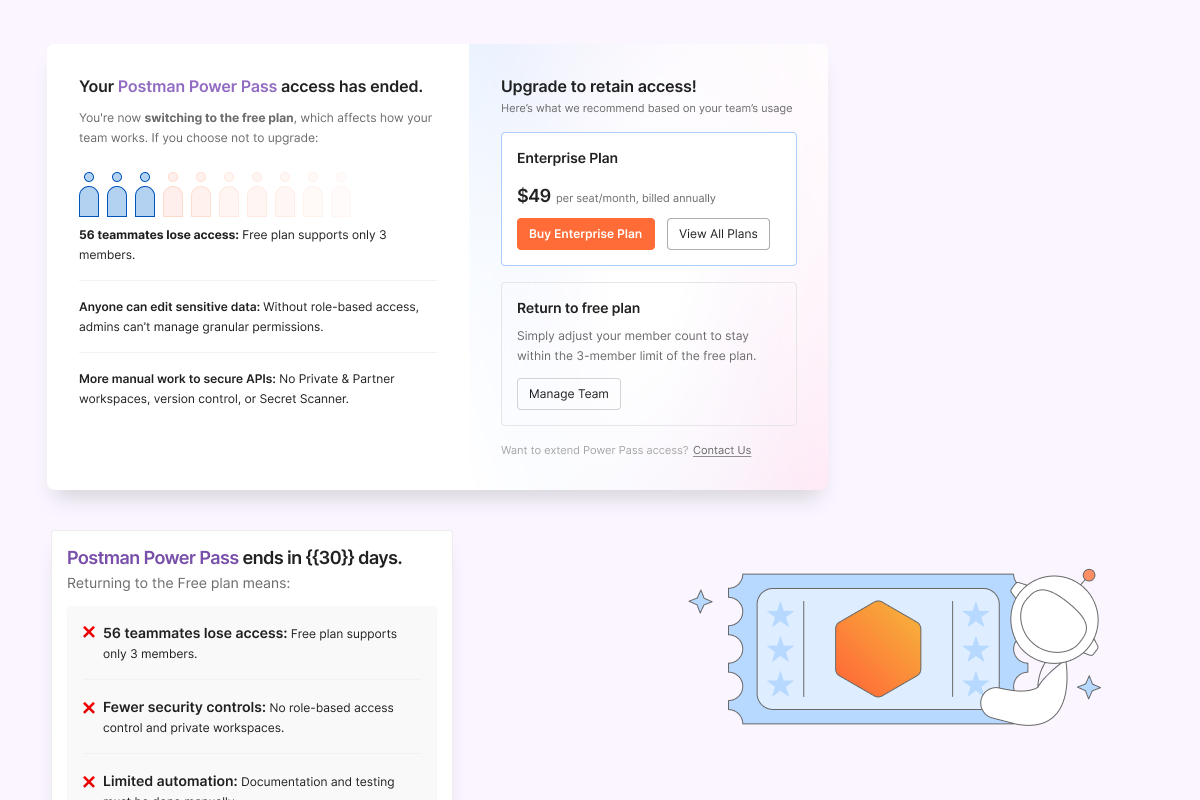 Your Postman Power Pass access has ended.
You're now switching to the free plan, which affects how your
team works. If you choose not to upgrade:
56 teammates lose access: Free plan supports only 3
members.
Anyone can edit sensitive data: Without role-based access,
admins can't manage granular permissions.
More manual work to secure APIs: No Private & Partner
workspaces, version control, or Secret Scanner.
Upgrade to retain access!
Here's what we recommend based on your team's usage
Enterprise Plan
$49 per seat/month, billed annually
Buy Enterprise Plan
View All Plans
Return to free plan
Simply adjust your member count to stay
within the 3-member limit of the free plan.
Manage Team
Want to extend Power Pass access? Contact Us
Postman Power Pass ends in {{30}} days.
Returning to the Free plan means:
56 teammates lose access: Free plan supports
only 3 members.
Fewer security controls: No role-based access
control and private workspaces.
Limited automation: Documentation and testing